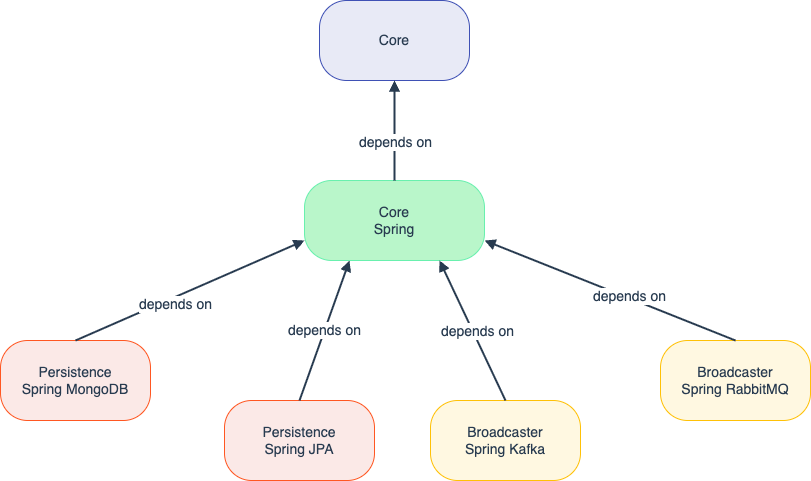 Core
depends on
Core
Spring
depends on
depends on
depends on
depends on
Persistence
Spring MongoDB
Persistence
Spring JPA
Broadcaster
Spring Kafka
Broadcaster
Spring RabbitMQ